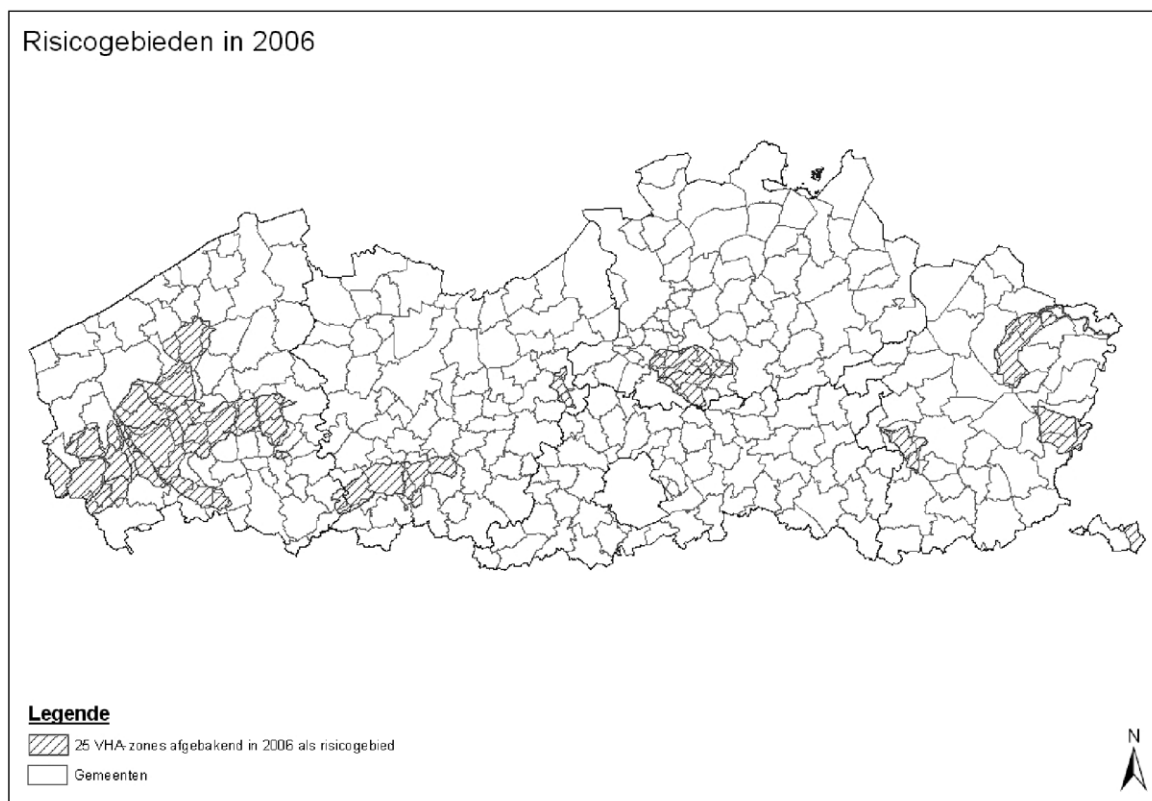 Risicogebieden in 2006
Legende
25 VHA-zones afgebakend in 2006 als risicogebied
Gemeenten
N